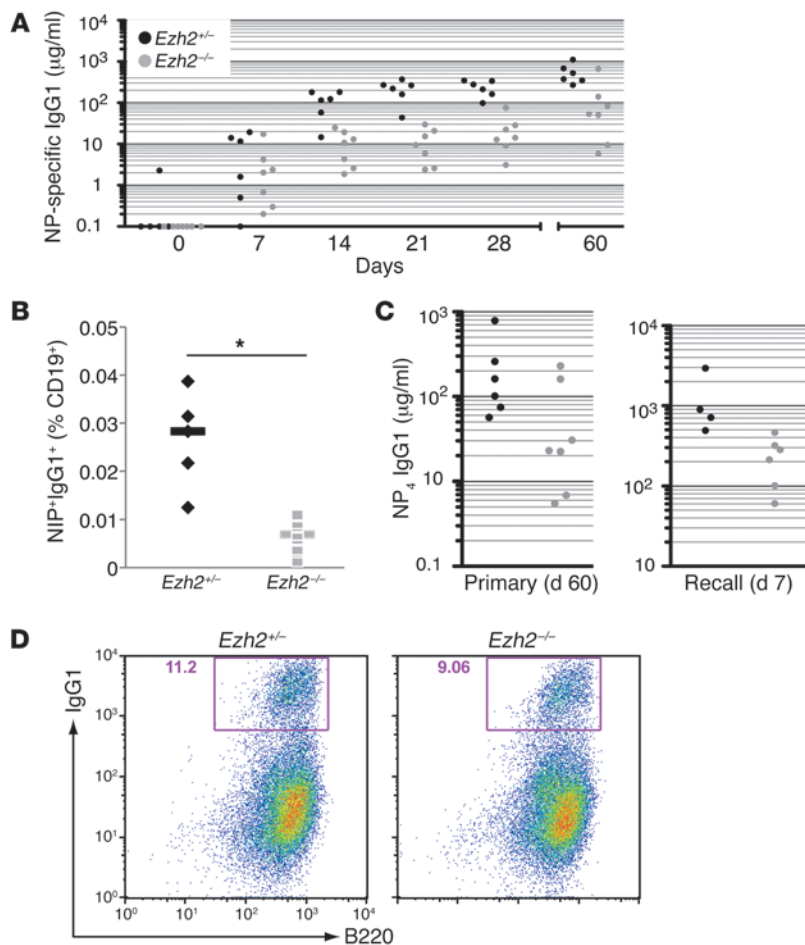 A
NP-specific IgG1 (μg/ml)
10⁴
10³
10²
10
1
0.1
Ezh2⁺/⁻
Ezh2⁻/⁻
0 7 14 21 28 60
Days
B
NIP⁺IgG1⁺ (% CD19⁺)
0.05
0.04
0.03
0.02
0.01
0
*
Ezh2⁺/⁻ Ezh2⁻/⁻
C
NP₄ IgG1 (μg/ml)
10³
10²
10
0.1
Primary (d 60)
10⁴
10³
10²
10
Recall (d 7)
D
Ezh2⁺/⁻ Ezh2⁻/⁻
IgG1
10⁴
10³
10²
10¹
10⁰
11.2
9.06
10⁰ 10¹ 10² 10³ 10⁴
B220